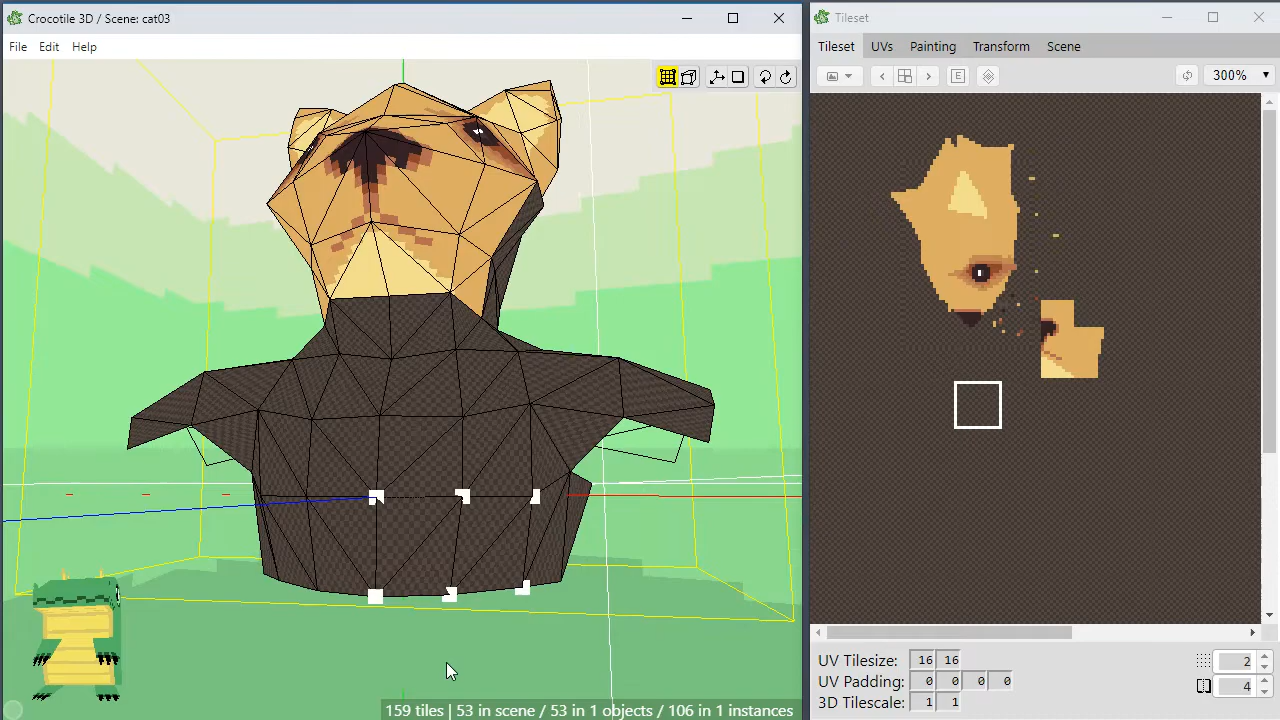 Crocotile 3D / Scene: cat03
File Edit Help
159 tiles | 53 in scene / 53 in 1 objects / 106 in 1 instances
Tileset
Tileset UVs Painting Transform Scene
E 300%
UV Tilesize: 16 16 2
UV Padding: 0 0 0 0 4
3D Tilescale: 1 1